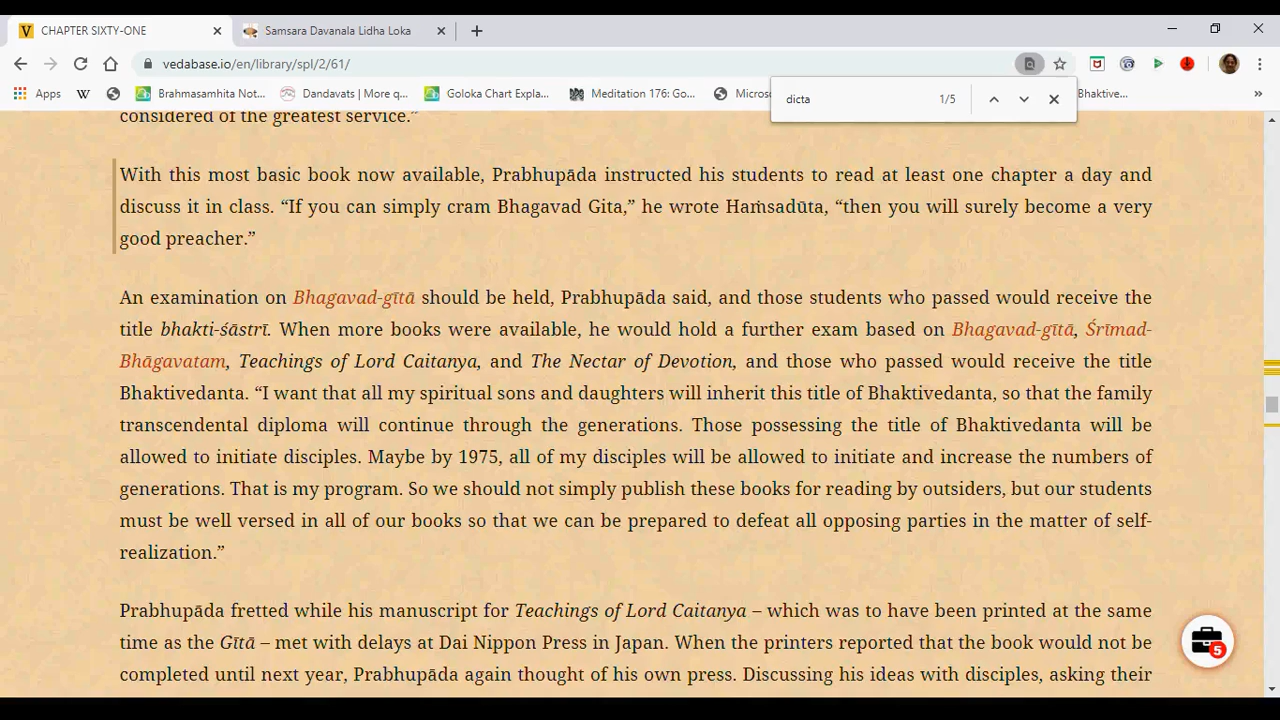 CHAPTER SIXTY-ONE
Samsara Davanala Lidha Loka
vedabase.io/en/library/spl/2/61/
Apps
Brahmasamhita Not...
Dandavats | More q...
Goloka Chart Expla...
Meditation 176: Go...
Microso
Bhaktive...
dicta 1/5
considered of the greatest service.”
With this most basic book now available, Prabhupāda instructed his students to read at least one chapter a day and
discuss it in class. “If you can simply cram Bhagavad Gita,” he wrote Haṁsadūta, “then you will surely become a very
good preacher.”
An examination on Bhagavad-gītā should be held, Prabhupāda said, and those students who passed would receive the
title bhakti-śāstrī. When more books were available, he would hold a further exam based on Bhagavad-gītā, Śrīmad-
Bhāgavatam, Teachings of Lord Caitanya, and The Nectar of Devotion, and those who passed would receive the title
Bhaktivedanta. “I want that all my spiritual sons and daughters will inherit this title of Bhaktivedanta, so that the family
transcendental diploma will continue through the generations. Those possessing the title of Bhaktivedanta will be
allowed to initiate disciples. Maybe by 1975, all of my disciples will be allowed to initiate and increase the numbers of
generations. That is my program. So we should not simply publish these books for reading by outsiders, but our students
must be well versed in all of our books so that we can be prepared to defeat all opposing parties in the matter of self-
realization.”
Prabhupāda fretted while his manuscript for Teachings of Lord Caitanya – which was to have been printed at the same
time as the Gītā – met with delays at Dai Nippon Press in Japan. When the printers reported that the book would not be
completed until next year, Prabhupāda again thought of his own press. Discussing his ideas with disciples, asking their
5